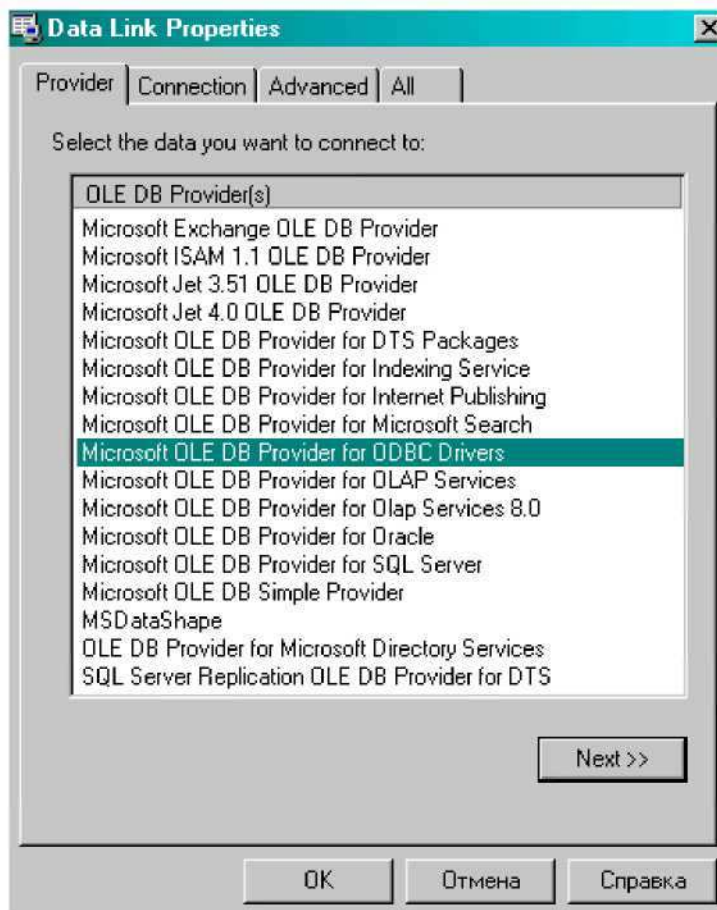 Data Link Properties
Provider Connection Advanced All
Select the data you want to connect to:
OLE DB Provider(s)
Microsoft Exchange OLE DB Provider
Microsoft ISAM 1.1 OLE DB Provider
Microsoft Jet 3.51 OLE DB Provider
Microsoft Jet 4.0 OLE DB Provider
Microsoft OLE DB Provider for DTS Packages
Microsoft OLE DB Provider for Indexing Service
Microsoft OLE DB Provider for Internet Publishing
Microsoft OLE DB Provider for Microsoft Search
Microsoft OLE DB Provider for ODBC Drivers
Microsoft OLE DB Provider for OLAP Services
Microsoft OLE DB Provider for Olap Services 8.0
Microsoft OLE DB Provider for Oracle
Microsoft OLE DB Provider for SQL Server
Microsoft OLE DB Simple Provider
MSDataShape
OLE DB Provider for Microsoft Directory Services
SQL Server Replication OLE DB Provider for DTS
Next >>
OK Отмена Справка